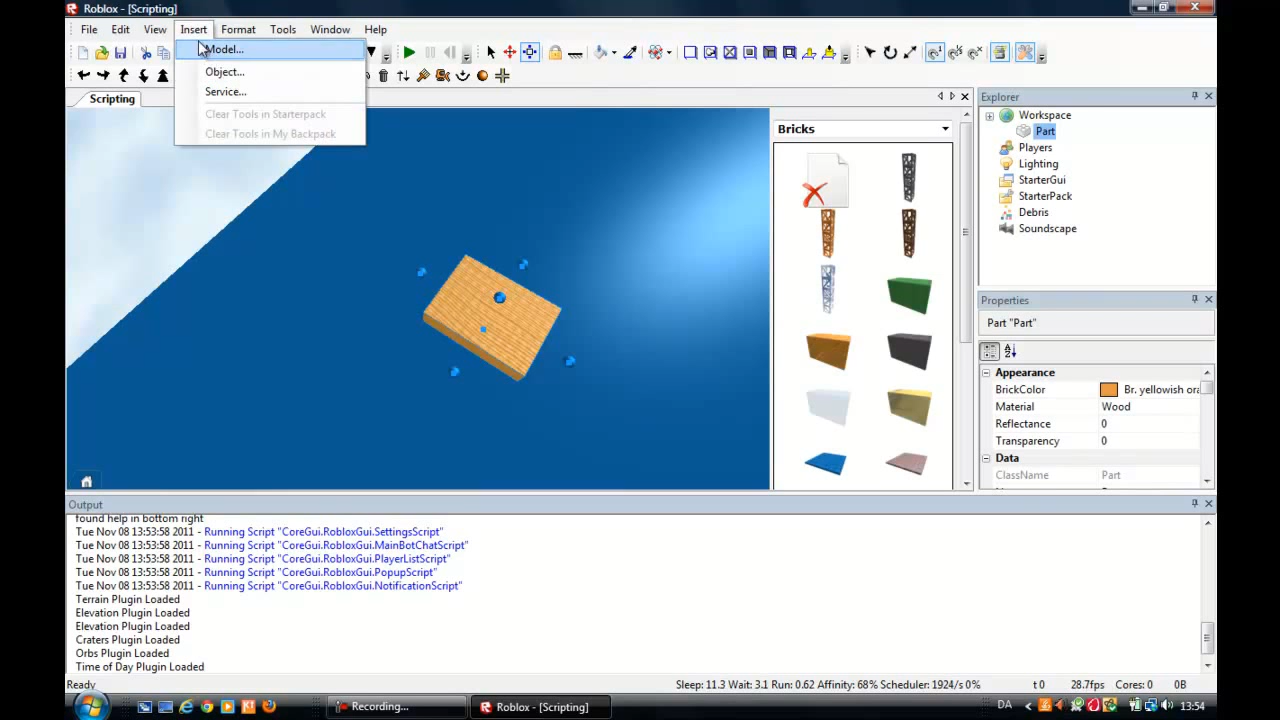 Roblox - [Scripting]
File Edit View Insert Format Tools Window Help
Model...
Object...
Service...
Clear Tools in Starterpack
Clear Tools in My Backpack
Scripting
Bricks
Explorer
Workspace
Part
Players
Lighting
StarterGui
StarterPack
Debris
Soundscape
Properties
Part "Part"
Appearance
BrickColor Br. yellowish ora
Material Wood
Reflectance 0
Transparency 0
Data
ClassName Part
Output
found help in bottom right
Tue Nov 08 13:53:58 2011 - Running Script "CoreGui.RobloxGui.SettingsScript"
Tue Nov 08 13:53:58 2011 - Running Script "CoreGui.RobloxGui.MainBotChatScript"
Tue Nov 08 13:53:58 2011 - Running Script "CoreGui.RobloxGui.PlayerListScript"
Tue Nov 08 13:53:58 2011 - Running Script "CoreGui.RobloxGui.PopupScript"
Tue Nov 08 13:53:58 2011 - Running Script "CoreGui.RobloxGui.NotificationScript"
Terrain Plugin Loaded
Elevation Plugin Loaded
Elevation Plugin Loaded
Craters Plugin Loaded
Orbs Plugin Loaded
Time of Day Plugin Loaded
Ready
Sleep: 11.3 Wait: 3.1 Run: 0.62 Affinity: 68% Scheduler: 1924/s 0% t 0 28.7fps Cores: 0 0B
Recording...
Roblox - [Scripting]
DA
13:54